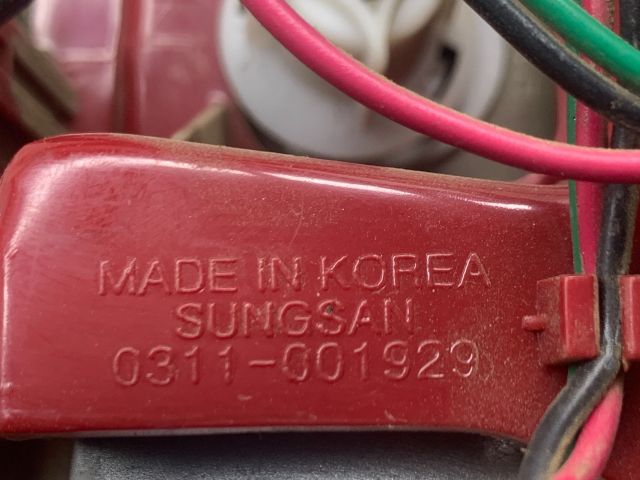 MADE IN KOREA
SUNGSAN
0311-001929